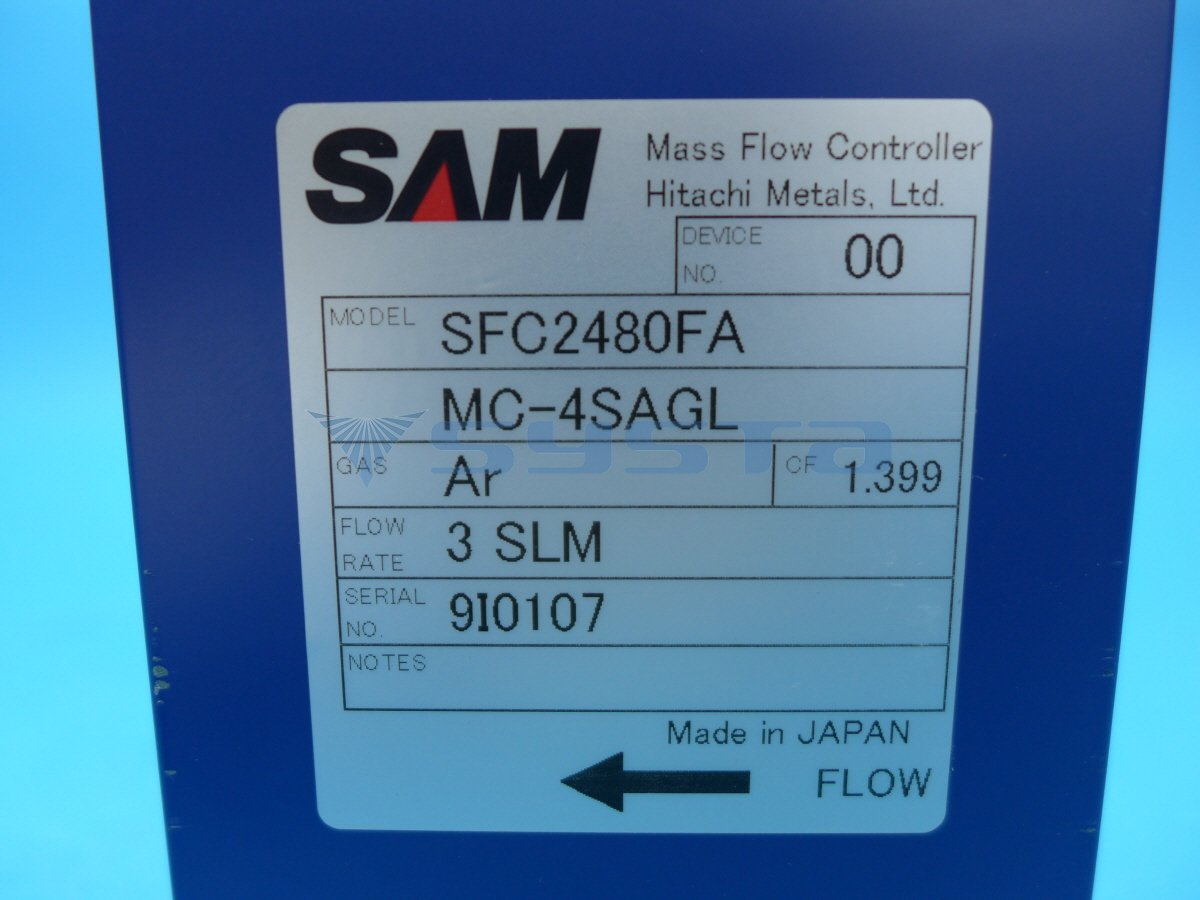 SAM
Mass Flow Controller
Hitachi Metals, Ltd.
DEVICE NO. 00
MODEL SFC2480FA
MC-4SAGL
systa
GAS Ar CF 1.399
FLOW RATE 3 SLM
SERIAL NO. 9I0107
NOTES
Made in JAPAN
FLOW